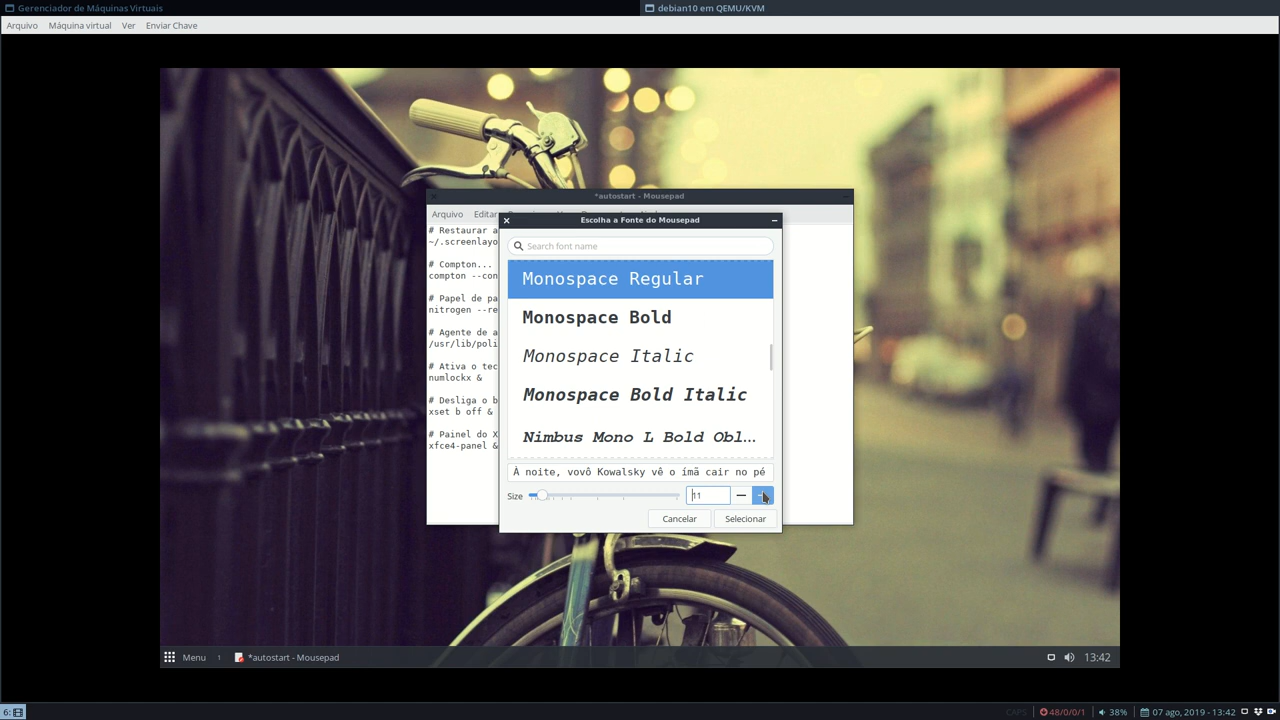 Gerenciador de Máquinas Virtuais
debian10 em QEMU/KVM
Arquivo Máquina virtual Ver Enviar Chave
*autostart - Mousepad
Arquivo Editar
Escolha a Fonte do Mousepad
Search font name
# Restaurar a
~/.screenlayo
# Compton...
compton --con
# Papel de pa
nitrogen --re
# Agente de a
/usr/lib/poli
# Ativa o tec
numlockx &
# Desliga o b
xset b off &
# Painel do X
xfce4-panel &
Monospace Regular
Monospace Bold
Monospace Italic
Monospace Bold Italic
Nimbus Mono L Bold Obl...
À noite, vovô Kowalsky vê o ímã cair no pé
Size 11
Cancelar Selecionar
Menu 1 *autostart - Mousepad 13:42
6: CAPS 48/0/0/1 38% 07 ago, 2019 - 13:42